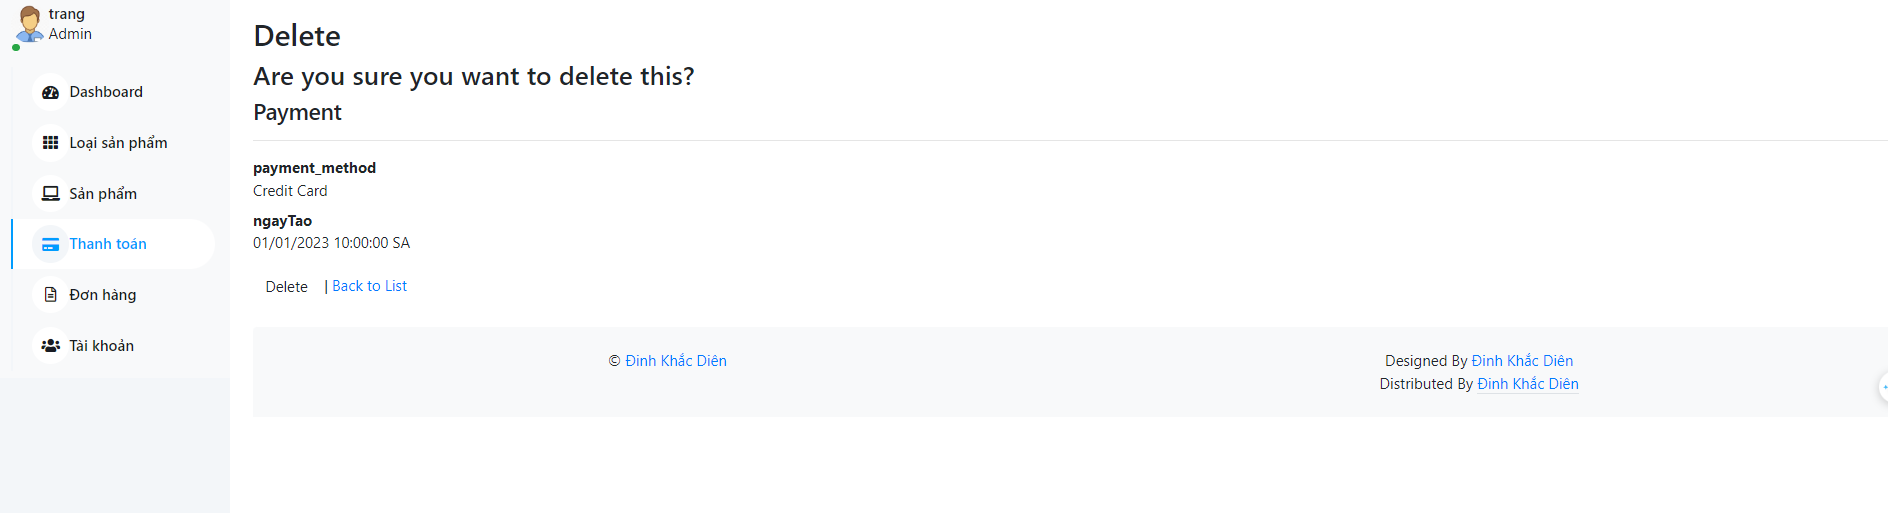 trang
Admin
Dashboard
Loại sản phẩm
Sản phẩm
Thanh toán
Đơn hàng
Tài khoản
Delete
Are you sure you want to delete this?
Payment
payment_method
Credit Card
ngayTao
01/01/2023 10:00:00 SA
Delete | Back to List
© Đinh Khắc Diên
Designed By Đinh Khắc Diên
Distributed By Đinh Khắc Diên